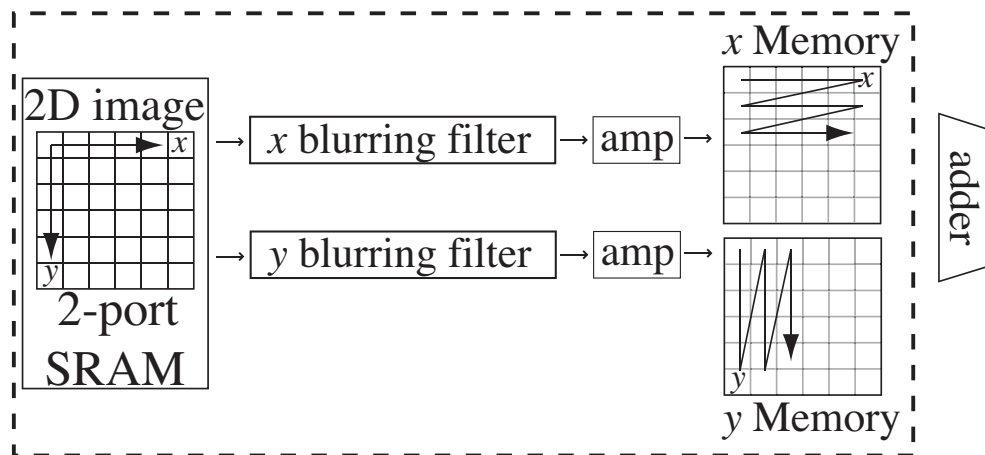 2D image
x
y
2-port
SRAM
x blurring filter
amp
y blurring filter
amp
x Memory
x
y
y Memory
adder